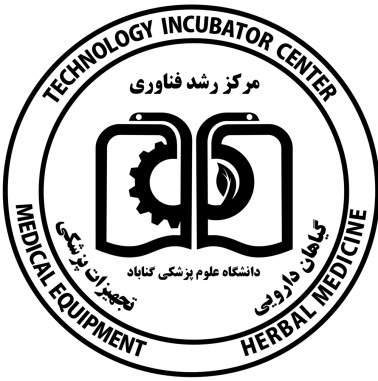 TECHNOLOGY INCUBATOR CENTER
مرکز رشد فناوری
دانشگاه علوم پزشکی گناباد
تجهیزات پزشکی
گیاهان دارویی
MEDICAL EQUIPMENT
HERBAL MEDICINE